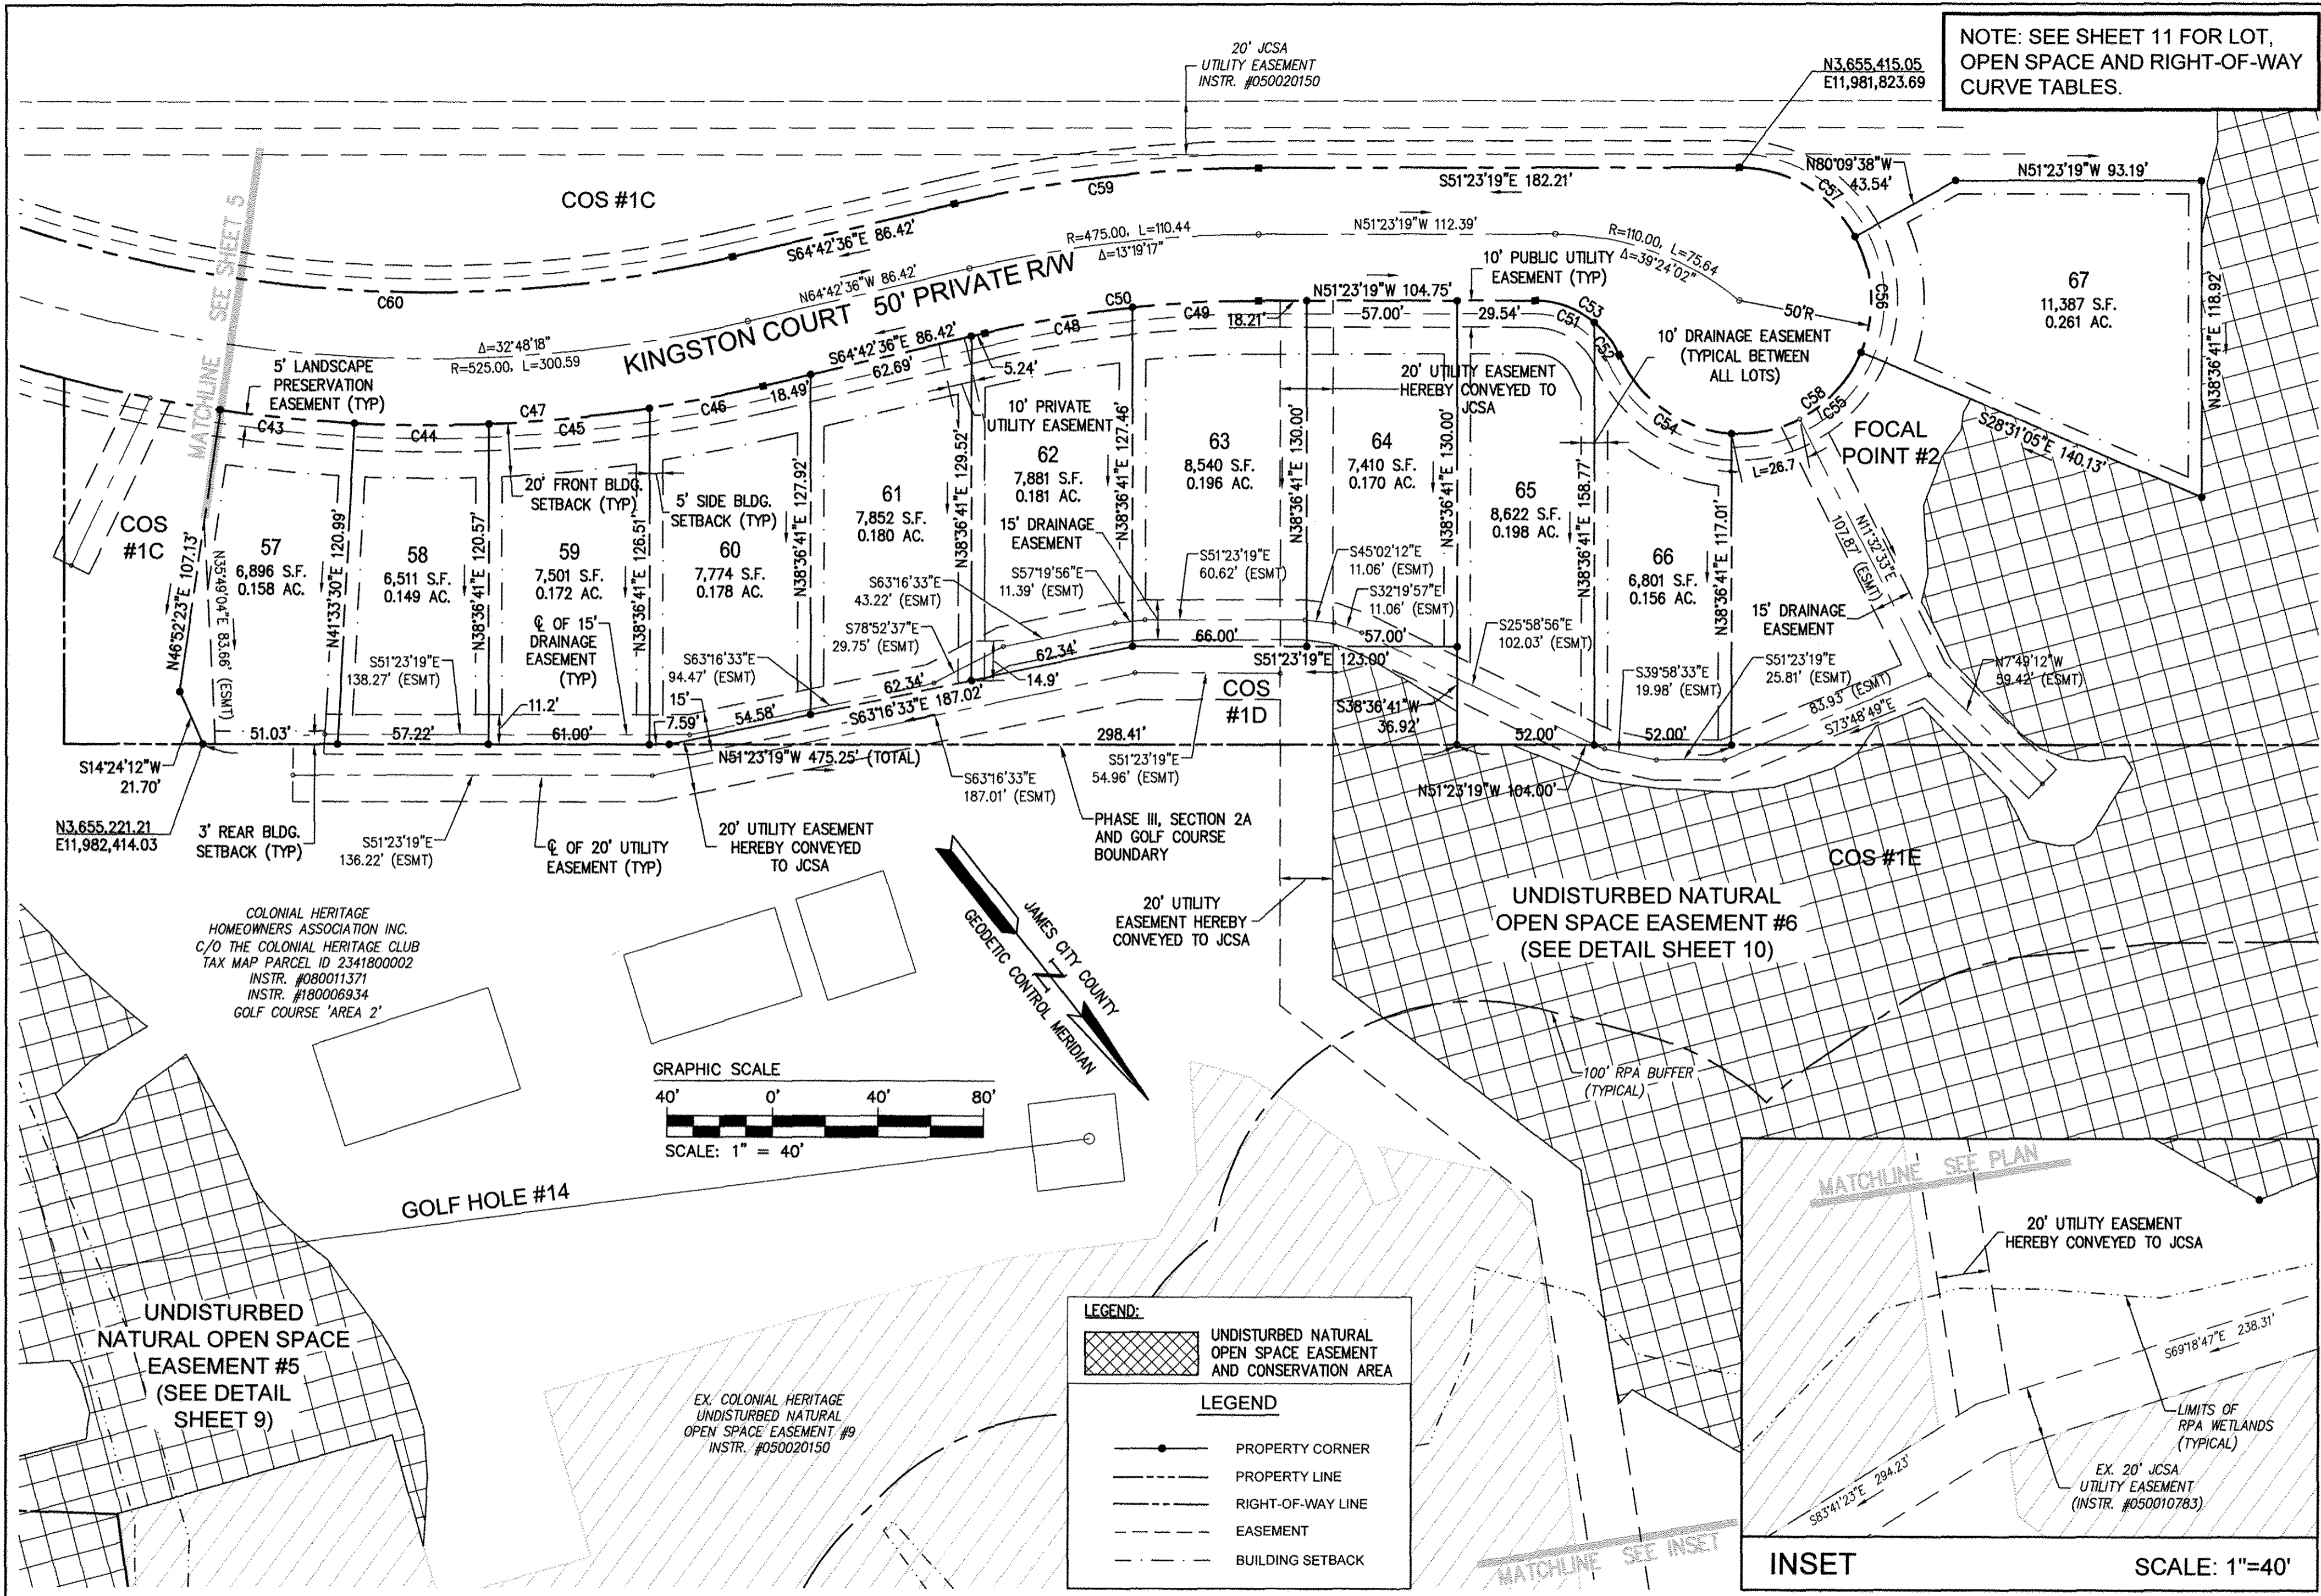 NOTE: SEE SHEET 11 FOR LOT,
OPEN SPACE AND RIGHT-OF-WAY
CURVE TABLES.
20' JCSA
UTILITY EASEMENT
INSTR. #050020150
N3,655,415.05
E11,981,823.69
MATCHLINE SEE SHEET 5
COS #1C
C59
S51°23'19"E 182.21'
N80°09'38"W
43.54'
C57
N51°23'19"W 93.19'
S64°42'36"E 86.42'
R=475.00, L=110.44
Δ=13°19'17"
N51°23'19"W 112.39'
R=110.00, L=75.64
Δ=39°24'02"
N64°42'36"W 86.42'
KINGSTON COURT 50' PRIVATE R/W
10' PUBLIC UTILITY
EASEMENT (TYP)
67
11,387 S.F.
0.261 AC.
N38°36'41"E 118.92'
C60
C50
N51°23'19"W 104.75'
C53
C56
50'R
C48
C49
18.21'
57.00'
29.54'
C51
C52
Δ=32°48'18"
R=525.00, L=300.59
S64°42'36"E 86.42'
62.69'
5.24'
10' DRAINAGE EASEMENT
(TYPICAL BETWEEN
ALL LOTS)
5' LANDSCAPE
PRESERVATION
EASEMENT (TYP)
C47
C46
18.49'
20' UTILITY EASEMENT
HEREBY CONVEYED TO
JCSA
C43
C44
C45
10' PRIVATE
UTILITY EASEMENT
C54
C58
C55
FOCAL
POINT #2
S28°31'05"E 140.13'
L=26.7
COS
#1C
20' FRONT BLDG.
SETBACK (TYP)
5' SIDE BLDG.
SETBACK (TYP)
N46°52'23"E 107.13'
N35°49'04"E 83.66' (ESMT)
57
6,896 S.F.
0.158 AC.
N41°33'30"E 120.99'
58
6,511 S.F.
0.149 AC.
N38°36'41"E 120.57'
59
7,501 S.F.
0.172 AC.
N38°36'41"E 126.51'
60
7,774 S.F.
0.178 AC.
N38°36'41"E 127.92'
61
7,852 S.F.
0.180 AC.
N38°36'41"E 129.52'
62
7,881 S.F.
0.181 AC.
N38°36'41"E 127.46'
63
8,540 S.F.
0.196 AC.
N38°36'41"E 130.00'
64
7,410 S.F.
0.170 AC.
N38°36'41"E 130.00'
65
8,622 S.F.
0.198 AC.
N38°36'41"E 158.77'
66
6,801 S.F.
0.156 AC.
N38°36'41"E 117.01'
N11°32'33"E
107.87' (ESMT)
15' DRAINAGE
EASEMENT
S51°23'19"E
60.62' (ESMT)
S45°02'12"E
11.06' (ESMT)
S57°19'56"E
11.39' (ESMT)
S63°16'33"E
43.22' (ESMT)
S32°19'57"E
11.06' (ESMT)
15' DRAINAGE
EASEMENT
℄ OF 15'
DRAINAGE
EASEMENT
(TYP)
S78°52'37"E
29.75' (ESMT)
S25°58'56"E
102.03' (ESMT)
S51°23'19"E
138.27' (ESMT)
S63°16'33"E
94.47' (ESMT)
62.34'
66.00'
57.00'
S51°23'19"E 123.00'
S39°58'33"E
19.98' (ESMT)
S51°23'19"E
25.81' (ESMT)
N7°49'12"W
59.42' (ESMT)
62.34'
14.9'
COS
#1D
S38°36'41"W
36.92'
83.93' (ESMT)
S73°48'49"E
11.2'
15'
7.59'
54.58'
S63°16'33"E 187.02'
51.03'
57.22'
61.00'
298.41'
52.00'
52.00'
S14°24'12"W
21.70'
N51°23'19"W 475.25' (TOTAL)
S63°16'33"E
187.01' (ESMT)
S51°23'19"E
54.96' (ESMT)
N51°23'19"W 104.00'
N3,655,221.21
E11,982,414.03
3' REAR BLDG.
SETBACK (TYP)
S51°23'19"E
136.22' (ESMT)
℄ OF 20' UTILITY
EASEMENT (TYP)
20' UTILITY EASEMENT
HEREBY CONVEYED
TO JCSA
PHASE III, SECTION 2A
AND GOLF COURSE
BOUNDARY
COS #1E
UNDISTURBED NATURAL
OPEN SPACE EASEMENT #6
(SEE DETAIL SHEET 10)
20' UTILITY
EASEMENT HEREBY
CONVEYED TO JCSA
COLONIAL HERITAGE
HOMEOWNERS ASSOCIATION INC.
C/O THE COLONIAL HERITAGE CLUB
TAX MAP PARCEL ID 2341800002
INSTR. #080011371
INSTR. #180006934
GOLF COURSE 'AREA 2'
JAMES CITY COUNTY
N
GEODETIC CONTROL MERIDIAN
100' RPA BUFFER
(TYPICAL)
GRAPHIC SCALE
40' 0' 40' 80'
SCALE: 1" = 40'
GOLF HOLE #14
UNDISTURBED
NATURAL OPEN SPACE
EASEMENT #5
(SEE DETAIL
SHEET 9)
EX. COLONIAL HERITAGE
UNDISTURBED NATURAL
OPEN SPACE EASEMENT #9
INSTR. #050020150
LEGEND:
UNDISTURBED NATURAL
OPEN SPACE EASEMENT
AND CONSERVATION AREA
LEGEND
PROPERTY CORNER
PROPERTY LINE
RIGHT-OF-WAY LINE
EASEMENT
BUILDING SETBACK
MATCHLINE SEE INSET
MATCHLINE SEE PLAN
20' UTILITY EASEMENT
HEREBY CONVEYED TO JCSA
S69°18'47"E 238.31'
LIMITS OF
RPA WETLANDS
(TYPICAL)
S83°41'23"E 294.23'
EX. 20' JCSA
UTILITY EASEMENT
(INSTR. #050010783)
INSET
SCALE: 1"=40'